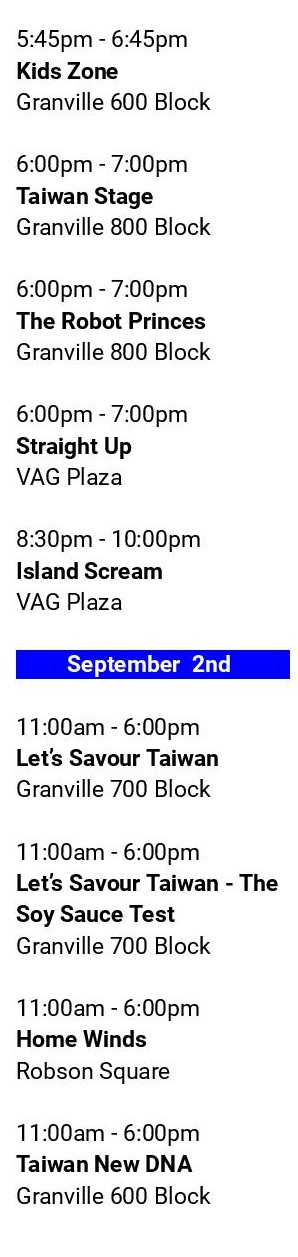 5:45pm - 6:45pm
Kids Zone
Granville 600 Block
6:00pm - 7:00pm
Taiwan Stage
Granville 800 Block
6:00pm - 7:00pm
The Robot Princes
Granville 800 Block
6:00pm - 7:00pm
Straight Up
VAG Plaza
8:30pm - 10:00pm
Island Scream
VAG Plaza
September 2nd
11:00am - 6:00pm
Let’s Savour Taiwan
Granville 700 Block
11:00am - 6:00pm
Let’s Savour Taiwan - The
Soy Sauce Test
Granville 700 Block
11:00am - 6:00pm
Home Winds
Robson Square
11:00am - 6:00pm
Taiwan New DNA
Granville 600 Block